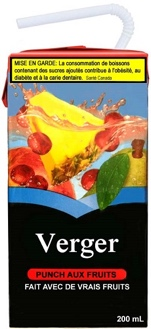 MISE EN GARDE: La consommation de boissons
contenant des sucres ajoutés contribue à l'obésité, au
diabète et à la carie dentaire. Santé Canada
Verger
PUNCH AUX FRUITS
FAIT AVEC DE VRAIS FRUITS
200 mL